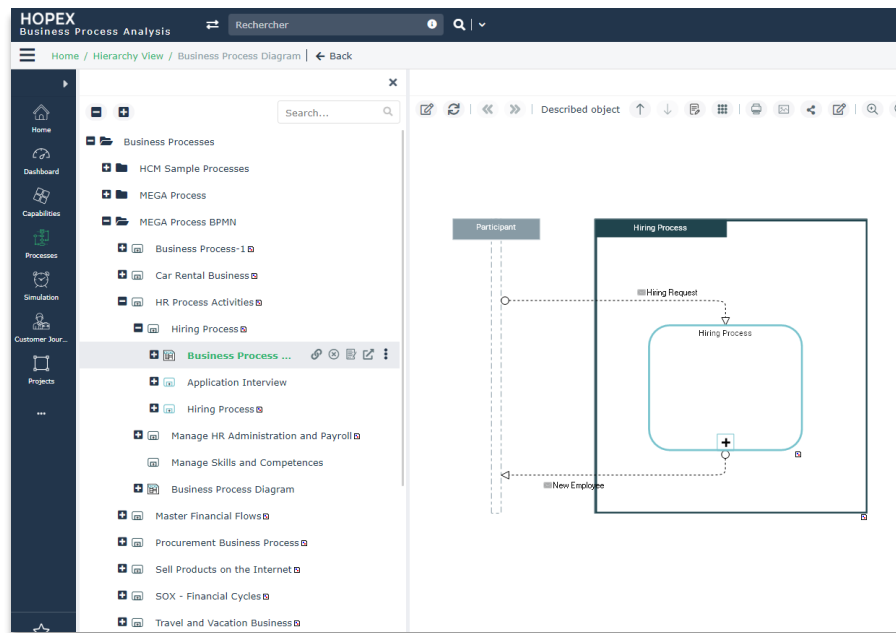 HOPEX
Business Process Analysis
Rechercher
Home / Hierarchy View / Business Process Diagram | ← Back
Search...
Described object
Home
Dashboard
Capabilities
Processes
Simulation
Customer Jour...
Projects
...
Business Processes
HCM Sample Processes
MEGA Process
MEGA Process BPMN
Business Process-1
Car Rental Business
HR Process Activities
Hiring Process
Business Process ...
Application Interview
Hiring Process
Manage HR Administration and Payroll
Manage Skills and Competences
Business Process Diagram
Master Financial Flows
Procurement Business Process
Sell Products on the Internet
SOX - Financial Cycles
Travel and Vacation Business
Participant
Hiring Process
Hiring Request
Hiring Process
New Employee